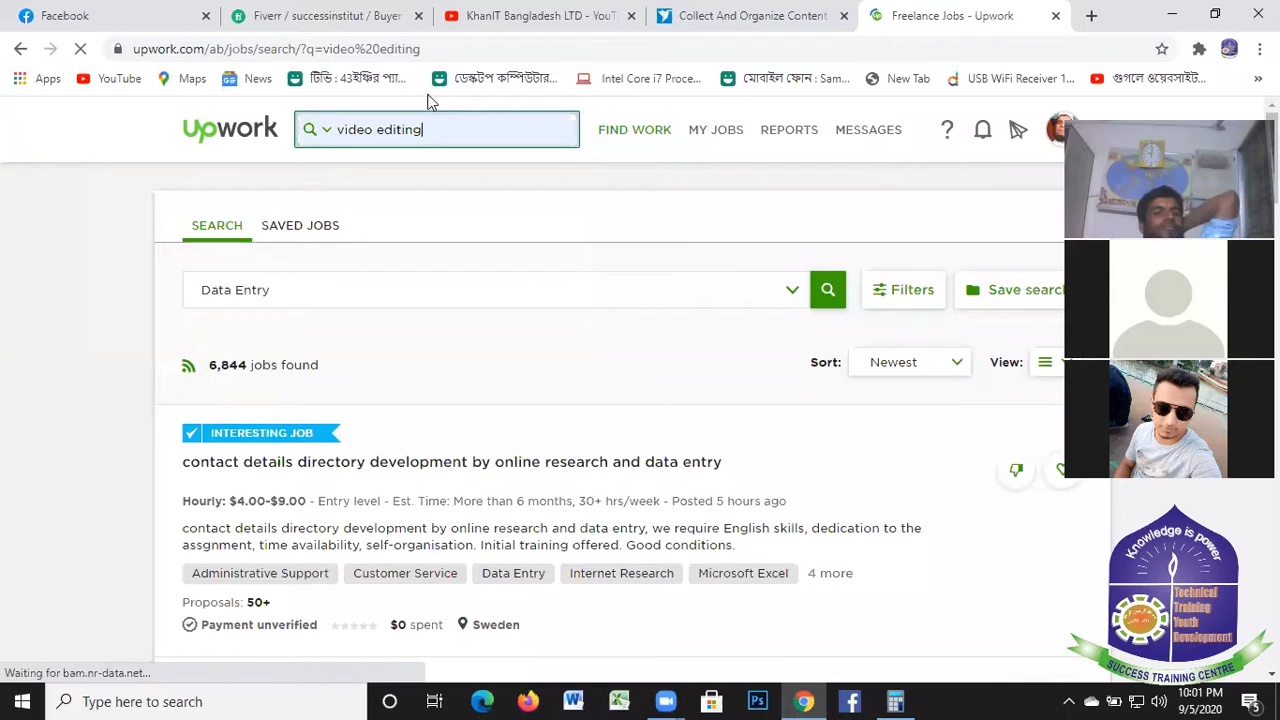 Facebook
Fiverr / successinstitut / Buyer
KhanIT Bangladesh LTD - YouT
Collect And Organize Content
Freelance Jobs - Upwork
upwork.com/ab/jobs/search/?q=video%20editing
Apps
YouTube
Maps
News
টিভি : 43ইঞ্চির প্যা...
ডেস্কটপ কম্পিউটার...
Intel Core i7 Proce...
মোবাইল ফোন : Sam...
New Tab
USB WiFi Receiver 1...
গুগলে ওয়েবসাইট...
Upwork
video editing
FIND WORK
MY JOBS
REPORTS
MESSAGES
SEARCH
SAVED JOBS
Data Entry
Filters
Save searc
6,844 jobs found
Sort:
Newest
View:
INTERESTING JOB
contact details directory development by online research and data entry
Hourly: $4.00-$9.00 - Entry level - Est. Time: More than 6 months, 30+ hrs/week - Posted 5 hours ago
contact details directory development by online research and data entry, we require English skills, dedication to the
assgnment, time availability, self-organisation. Initial training offered. Good conditions.
Administrative Support
Customer Service
Data Entry
Internet Research
Microsoft Excel
4 more
Proposals: 50+
Payment unverified
$0 spent
Sweden
Knowledge is power
Technical
Training
Youth
Development
SUCCESS TRAINING CENTRE
Waiting for bam.nr-data.net...
Type here to search
10:01 PM
9/5/2020
5